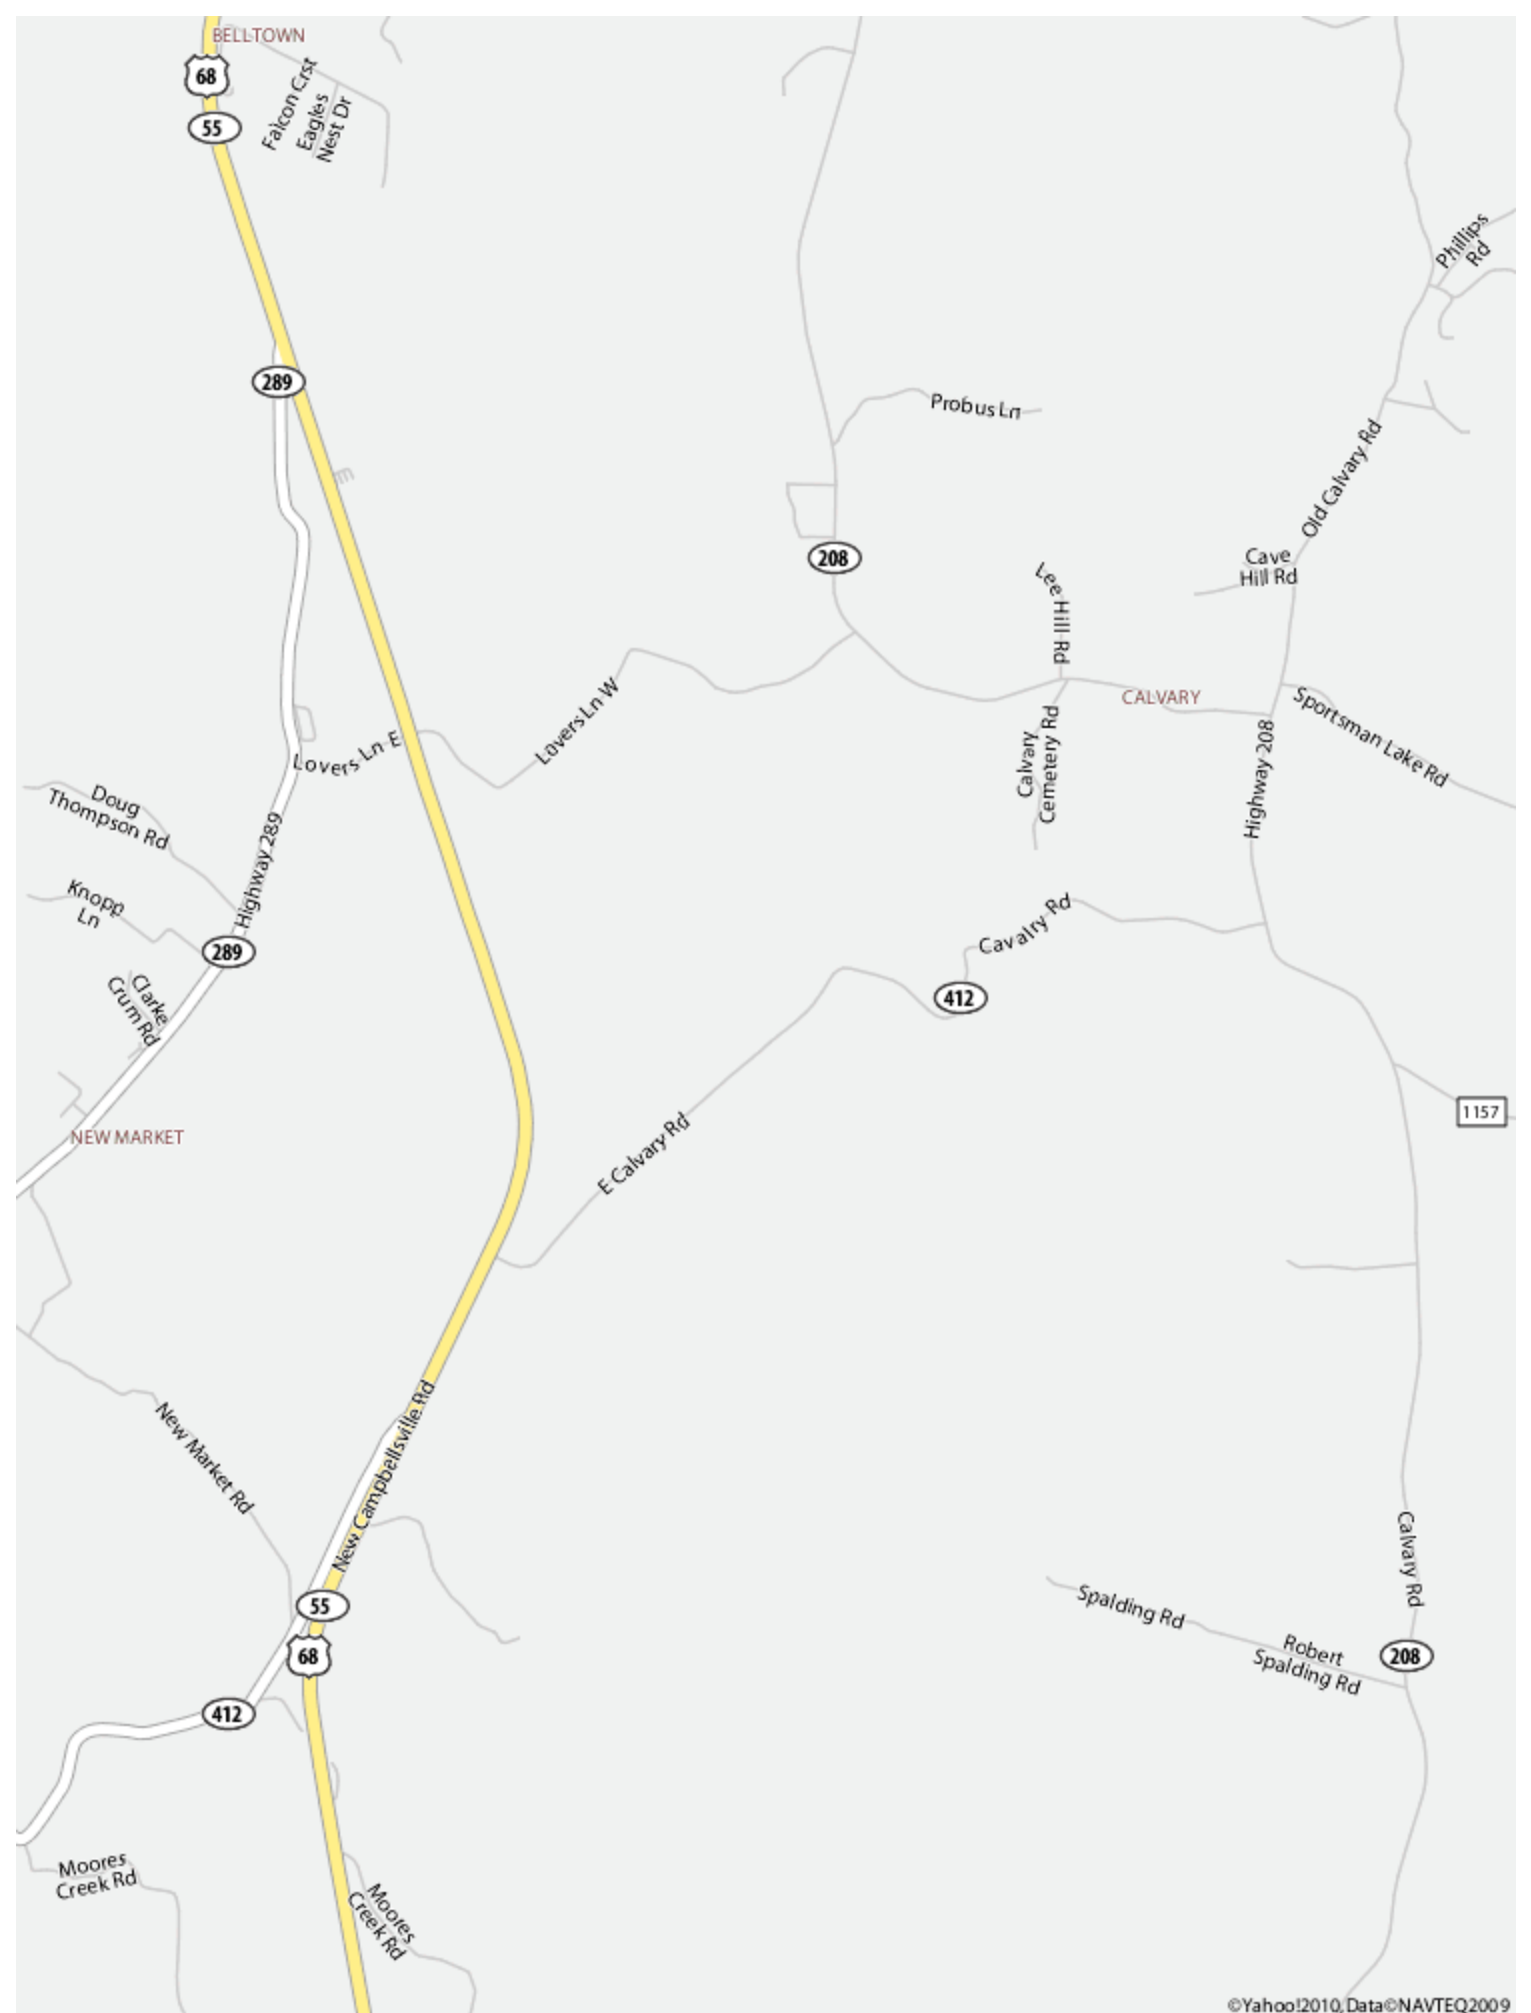 BELLTOWN
68
55
Falcon Crst
Eagles
Nest Dr
Phillips
Rd
289
Probus Ln
Old Calvary Rd
208
Cave
Hill Rd
Lee Hill Rd
CALVARY
Sportsman Lake Rd
Lovers Ln W
Lovers Ln E
Calvary
Cemetery Rd
Highway 208
Doug
Thompson Rd
Highway 289
Knopp
Ln
289
Cavalry Rd
412
Clarke
Crum Rd
1157
NEW MARKET
E Calvary Rd
New Campbellsville Rd
New Market Rd
Calvary Rd
55
Spalding Rd
Robert
Spalding Rd
208
68
412
Moores
Creek Rd
Moores
Creek Rd
©Yahoo!2010, Data©NAVTEQ2009